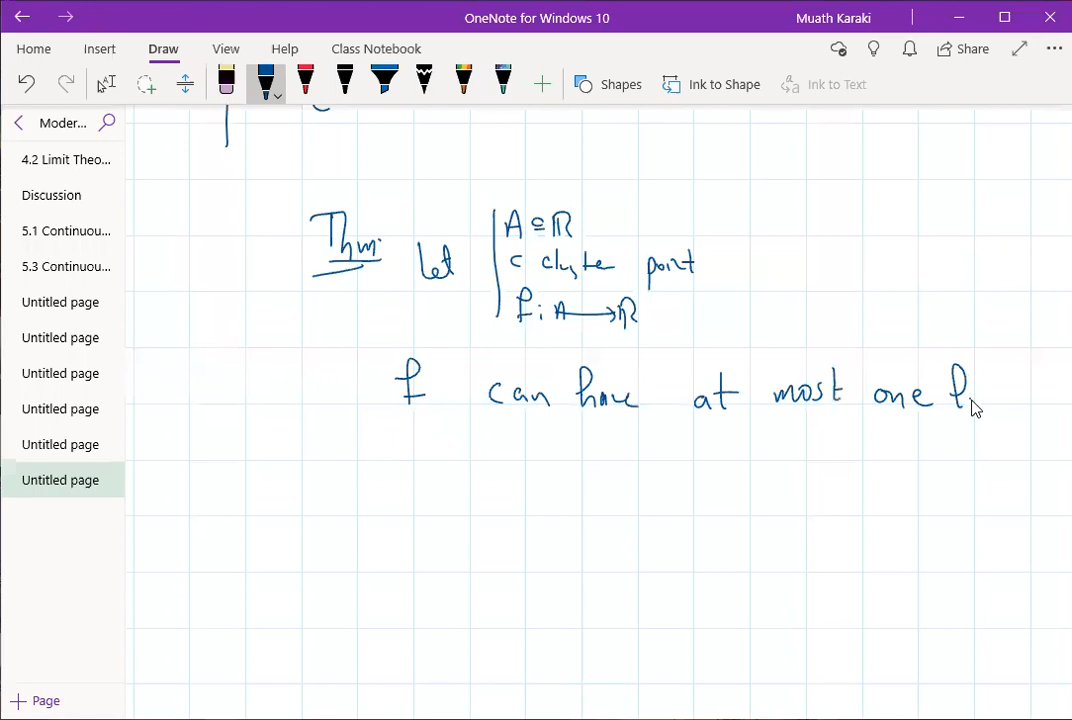 OneNote for Windows 10
Muath Karaki
Home Insert Draw View Help Class Notebook
Share
Shapes Ink to Shape Ink to Text
Moder...
4.2 Limit Theo...
Discussion
5.1 Continuou...
5.3 Continuou...
Untitled page
Untitled page
Untitled page
Untitled page
Untitled page
Untitled page
Page
Thm: Let A ⊆ ℝ
c cluster point
f: A → ℝ
f can have at most one